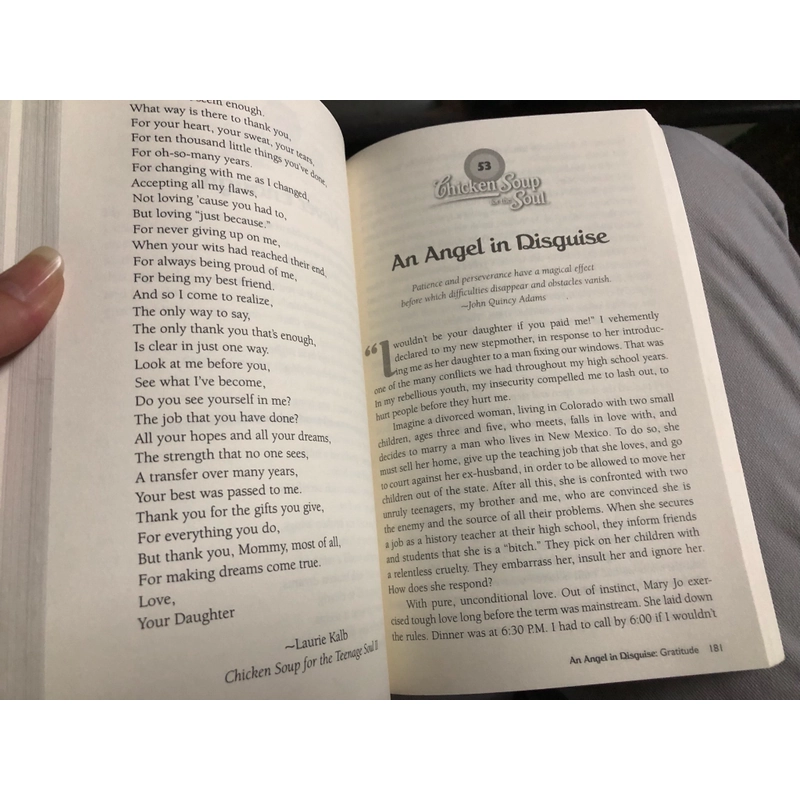 seem enough.
What way is there to thank you,
For your heart, your sweat, your tears,
For ten thousand little things you've done,
For oh-so-many years.
For changing with me as I changed,
Accepting all my flaws,
Not loving 'cause you had to,
But loving "just because."
For never giving up on me,
When your wits had reached their end,
For always being proud of me,
For being my best friend.
And so I come to realize,
The only way to say,
The only thank you that's enough,
Is clear in just one way.
Look at me before you,
See what I've become,
Do you see yourself in me?
The job that you have done?
All your hopes and all your dreams,
The strength that no one sees,
A transfer over many years,
Your best was passed to me.
Thank you for the gifts you give,
For everything you do,
But thank you, Mommy, most of all,
For making dreams come true.
Love,
Your Daughter
~Laurie Kalb
Chicken Soup for the Teenage Soul II
53
Chicken Soup
for the
Soul
An Angel in Disguise
Patience and perseverance have a magical effect
before which difficulties disappear and obstacles vanish.
~John Quincy Adams
"I wouldn't be your daughter if you paid me!" I vehemently
declared to my new stepmother, in response to her introduc-
ing me as her daughter to a man fixing our windows. That was
one of the many conflicts we had throughout my high school years.
In my rebellious youth, my insecurity compelled me to lash out, to
hurt people before they hurt me.
Imagine a divorced woman, living in Colorado with two small
children, ages three and five, who meets, falls in love with, and
decides to marry a man who lives in New Mexico. To do so, she
must sell her home, give up the teaching job that she loves, and go
to court against her ex-husband, in order to be allowed to move her
children out of the state. After all this, she is confronted with two
unruly teenagers, my brother and me, who are convinced she is
the enemy and the source of all their problems. When she secures
a job as a history teacher at their high school, they inform friends
and students that she is a "bitch." They pick on her children with
a relentless cruelty. They embarrass her, insult her and ignore her.
How does she respond?
With pure, unconditional love. Out of instinct, Mary Jo exer-
cised tough love long before the term was mainstream. She laid down
the rules. Dinner was at 6:30 P.M. I had to call by 6:00 if I wouldn't
An Angel in Disguise: Gratitude 181